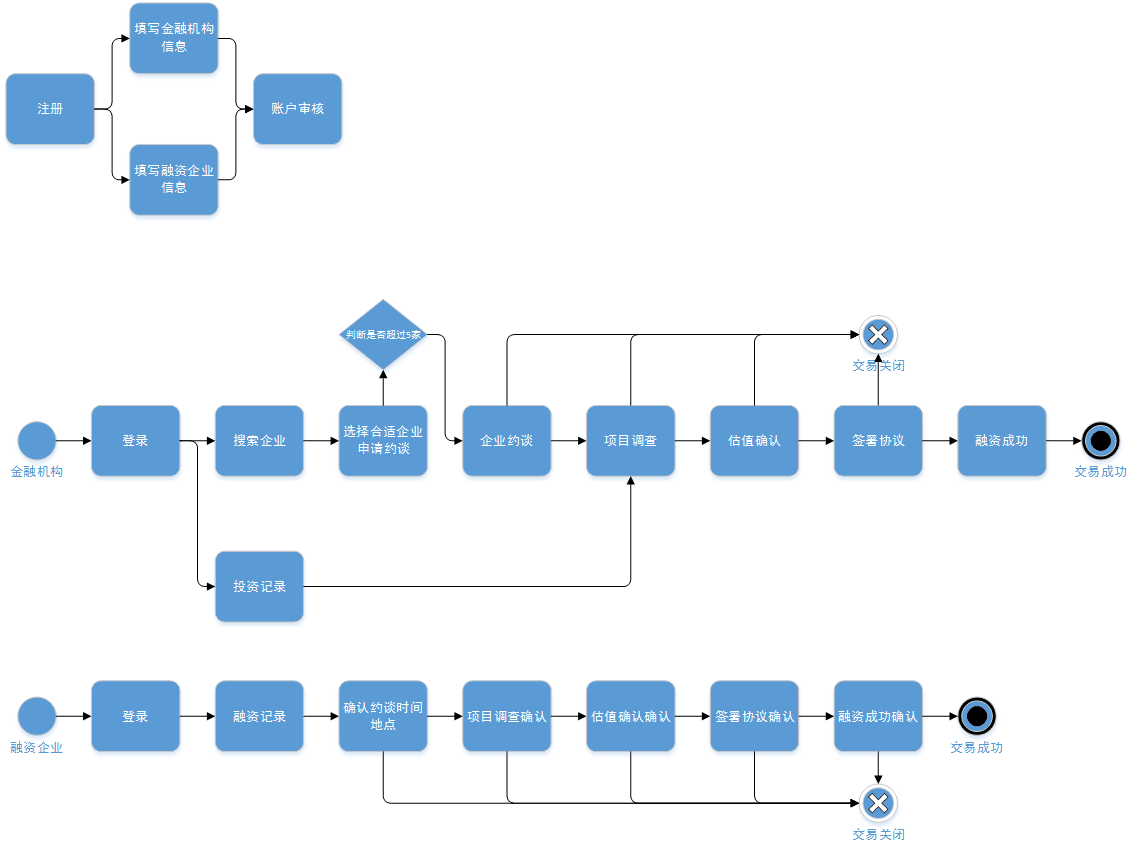 填写金融机构
信息
注册
账户审核
填写融资企业
信息
判断是否超过5家
交易关闭
登录
搜索企业
选择合适企业
申请约谈
企业约谈
项目调查
估值确认
签署协议
融资成功
金融机构
交易成功
投资记录
登录
融资记录
确认约谈时间
地点
项目调查确认
估值确认确认
签署协议确认
融资成功确认
融资企业
交易成功
交易关闭